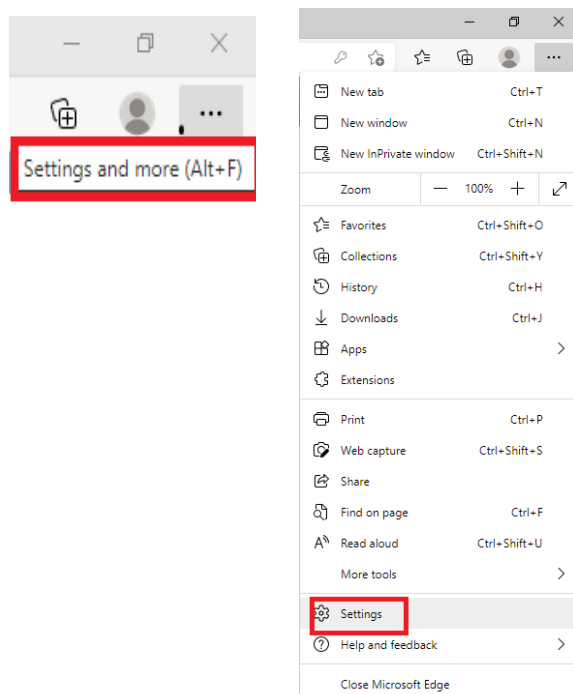 Settings and more (Alt+F)
New tab Ctrl+T
New window Ctrl+N
New InPrivate window Ctrl+Shift+N
Zoom 100%
Favorites Ctrl+Shift+O
Collections Ctrl+Shift+Y
History Ctrl+H
Downloads Ctrl+J
Apps
Extensions
Print Ctrl+P
Web capture Ctrl+Shift+S
Share
Find on page Ctrl+F
Read aloud Ctrl+Shift+U
More tools
Settings
Help and feedback
Close Microsoft Edge